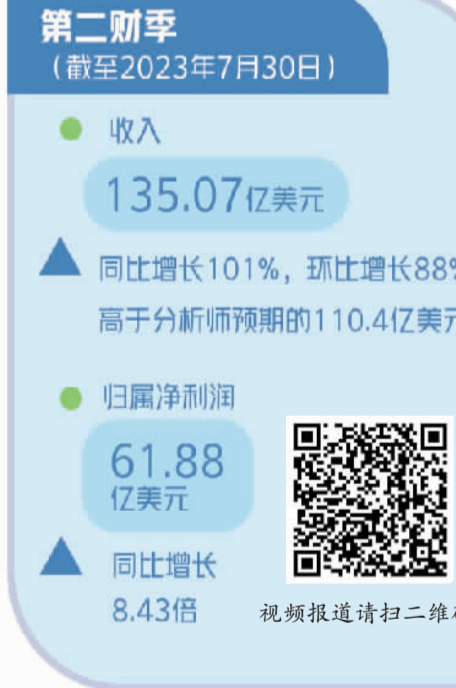 第二财季
(截至2023年7月30日)
收入
135.07亿美元
同比增长101%，环比增长88%
高于分析师预期的110.4亿美元
归属净利润
61.88
亿美元
同比增长
8.43倍
视频报道请扫二维码